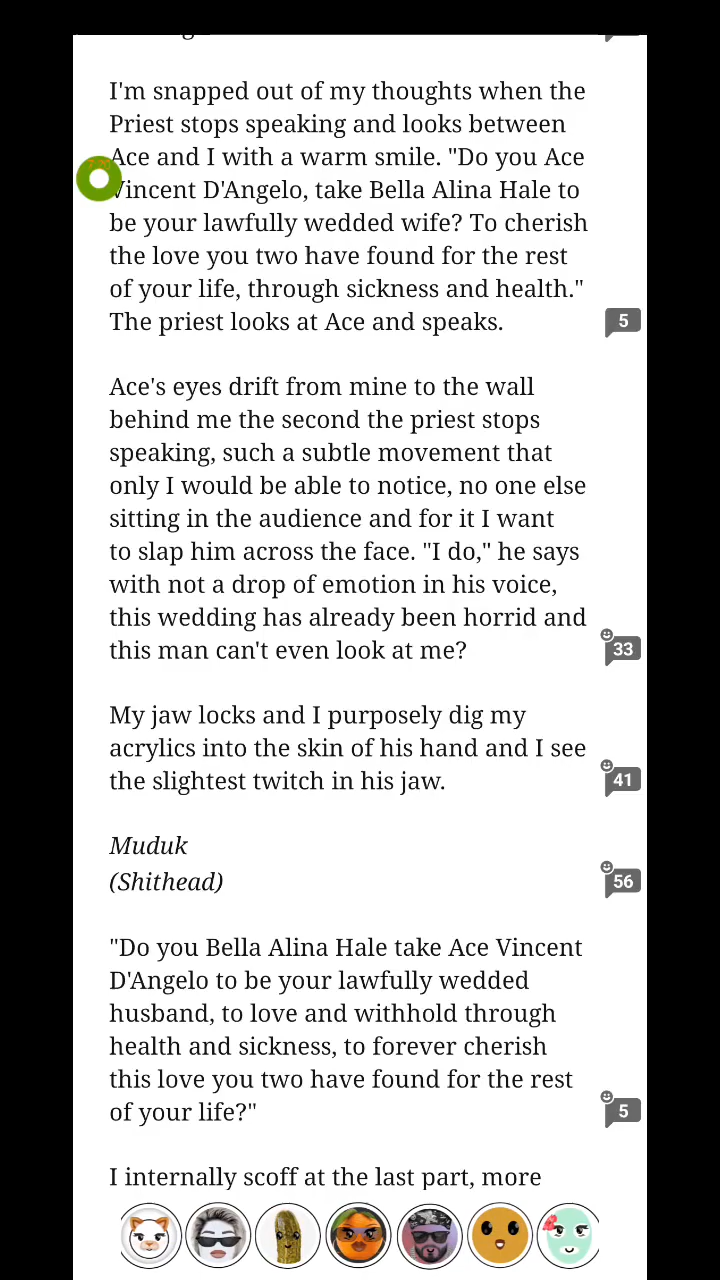 I'm snapped out of my thoughts when the
Priest stops speaking and looks between
Ace and I with a warm smile. "Do you Ace
Vincent D'Angelo, take Bella Alina Hale to
be your lawfully wedded wife? To cherish
the love you two have found for the rest
of your life, through sickness and health."
The priest looks at Ace and speaks.
5
Ace's eyes drift from mine to the wall
behind me the second the priest stops
speaking, such a subtle movement that
only I would be able to notice, no one else
sitting in the audience and for it I want
to slap him across the face. "I do," he says
with not a drop of emotion in his voice,
this wedding has already been horrid and
this man can't even look at me?
33
My jaw locks and I purposely dig my
acrylics into the skin of his hand and I see
the slightest twitch in his jaw.
41
Muduk
(Shithead)
56
"Do you Bella Alina Hale take Ace Vincent
D'Angelo to be your lawfully wedded
husband, to love and withhold through
health and sickness, to forever cherish
this love you two have found for the rest
of your life?"
5
I internally scoff at the last part, more